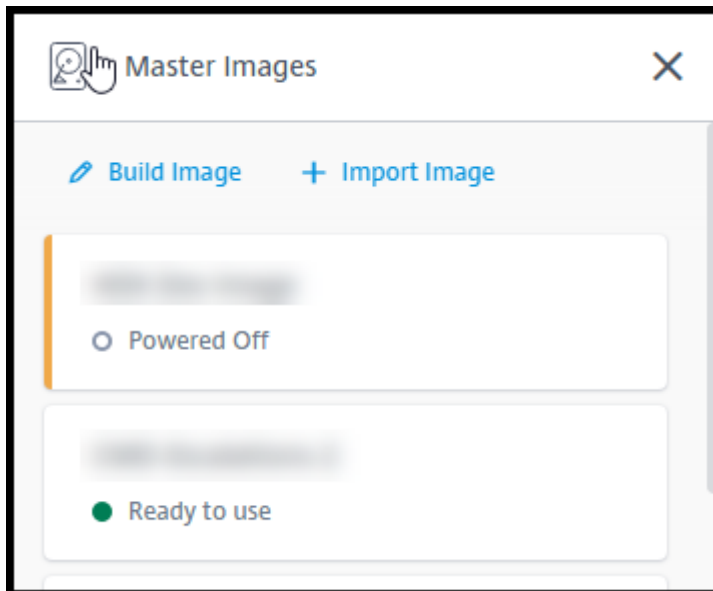 Master Images
Build Image
Import Image
Powered Off
Ready to use